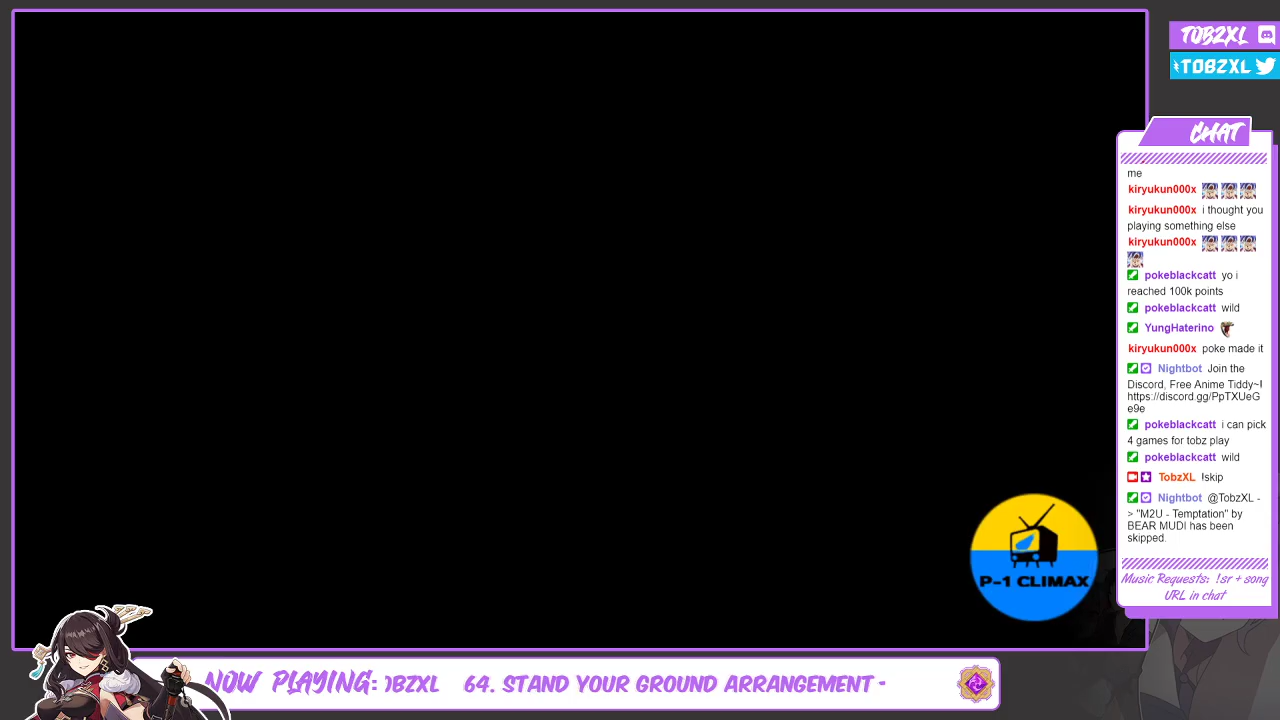 TOBZXL
TOBZXL
CHAT
me
kiryukun000x
kiryukun000x i thought you
playing something else
kiryukun000x
pokeblackcatt yo i
reached 100k points
pokeblackcatt wild
YungHaterino
kiryukun000x poke made it
Nightbot Join the
Discord, Free Anime Tiddy~!
https://discord.gg/PpTXUeG
e9e
pokeblackcatt i can pick
4 games for tobz play
pokeblackcatt wild
TobzXL !skip
Nightbot @TobzXL -
> "M2U - Temptation" by
BEAR MUDI has been
skipped.
Music Requests: !sr + song
URL in chat
P-1 CLIMAX
NOW PLAYING: OBZXL 64. STAND YOUR GROUND ARRANGEMENT -